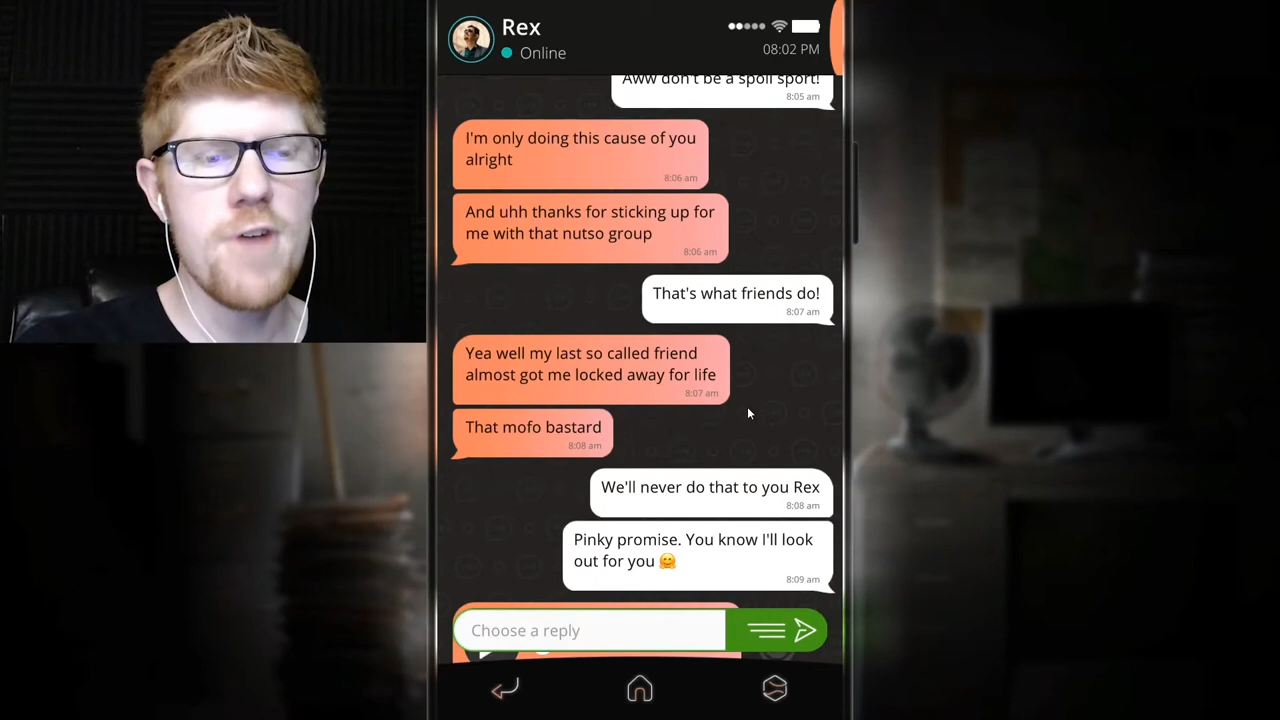 Rex
Online
08:02 PM
Aww don't be a spoil sport!
8:05 am
I'm only doing this cause of you
alright
8:06 am
And uhh thanks for sticking up for
me with that nutso group
8:06 am
That's what friends do!
8:07 am
Yea well my last so called friend
almost got me locked away for life
8:07 am
That mofo bastard
8:08 am
We'll never do that to you Rex
8:08 am
Pinky promise. You know I'll look
out for you 🤗
8:09 am
Choose a reply